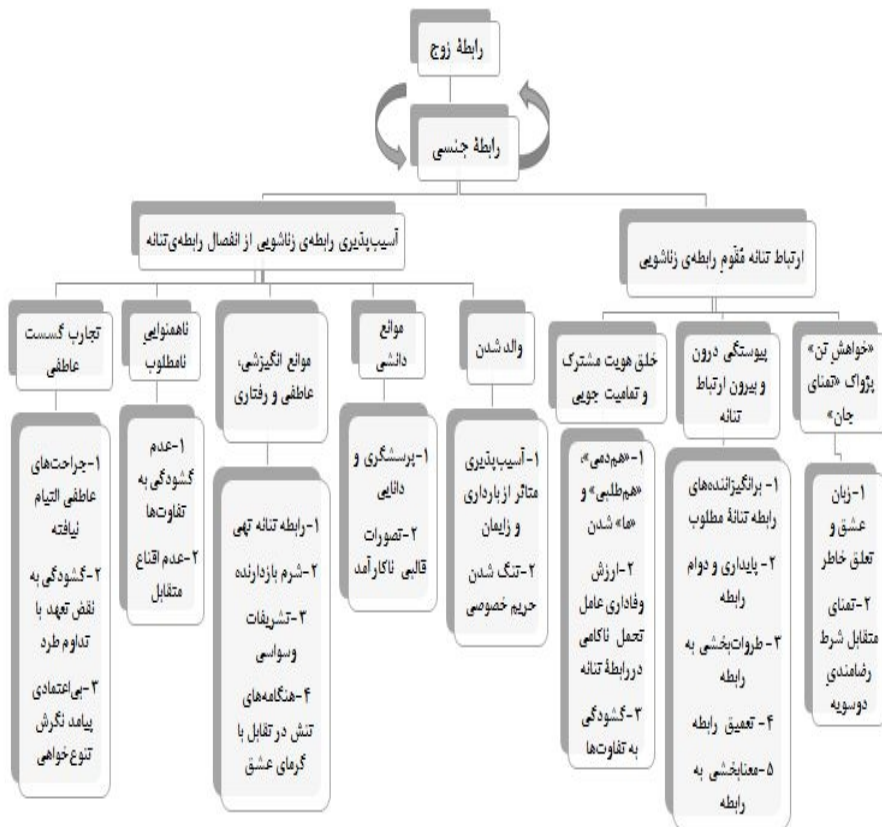 رابطهٔ زوج
رابطهٔ جنسی
ارتباط تنانه مُقَوِم رابطه‌ی زناشویی
آسیب‌پذیری رابطه‌ی زناشویی از انفصال رابطه‌ی‌تنانه
«خواهش تن»
پژواک «تمنای
جان»
پیوستگی درون
و بیرون ارتباط
تنانه
خلق هویت مشترک
و تمامیت جویی
والد شدن
موانع
دانشی
موانع انگیزشی،
عاطفی و رفتاری
ناهمنوایی
نامطلوب
تجارب گسست
عاطفی
۱-زبان
عشق و
تعلق خاطر
۲-تمنای
متقابل شرط
رضامندیِ
دوسویه
۱- برانگیزاننده‌های
رابطه تنانهٔ مطلوب
۲- پایداری و دوام
رابطه
۳- طروات‌بخشی به
رابطه
۴- تعمیق رابطه
۵-معنابخشی به
رابطه
۱-«هم‌دمی»،
«هم‌طلبی» و
«ما» شدن
۲-ارزش
وفاداری عامل
تحمل ناکامی
در‌رابطهٔ تنانه
۳-گشودگی
به تفاوت‌ها
۱-آسیب‌پذیری
متاثر از‌بارداری
و زایمان
۲-تنگ شدن
حریم خصوصی
۱-پرسشگری و
دانایی
۲-تصورات
قالبی ناکارآمد
۱-رابطه تنانه تهی
۲-شرم بازدارنده
۳-تشریفات
وسواسی
۴-هنگامه‌های
تنش در تقابل با
گرمای عشق
۱-عدم
گشودگی به
تفاوت‌ها
۲-عدم اقناع
متقابل
۱-جراحت‌های
عاطفی التیام
نیافته
۲-گشودگی به
نقض تعهد با
تداوم طرد
۳-بی‌اعتمادی
پیامد نگرش
تنوع‌خواهی